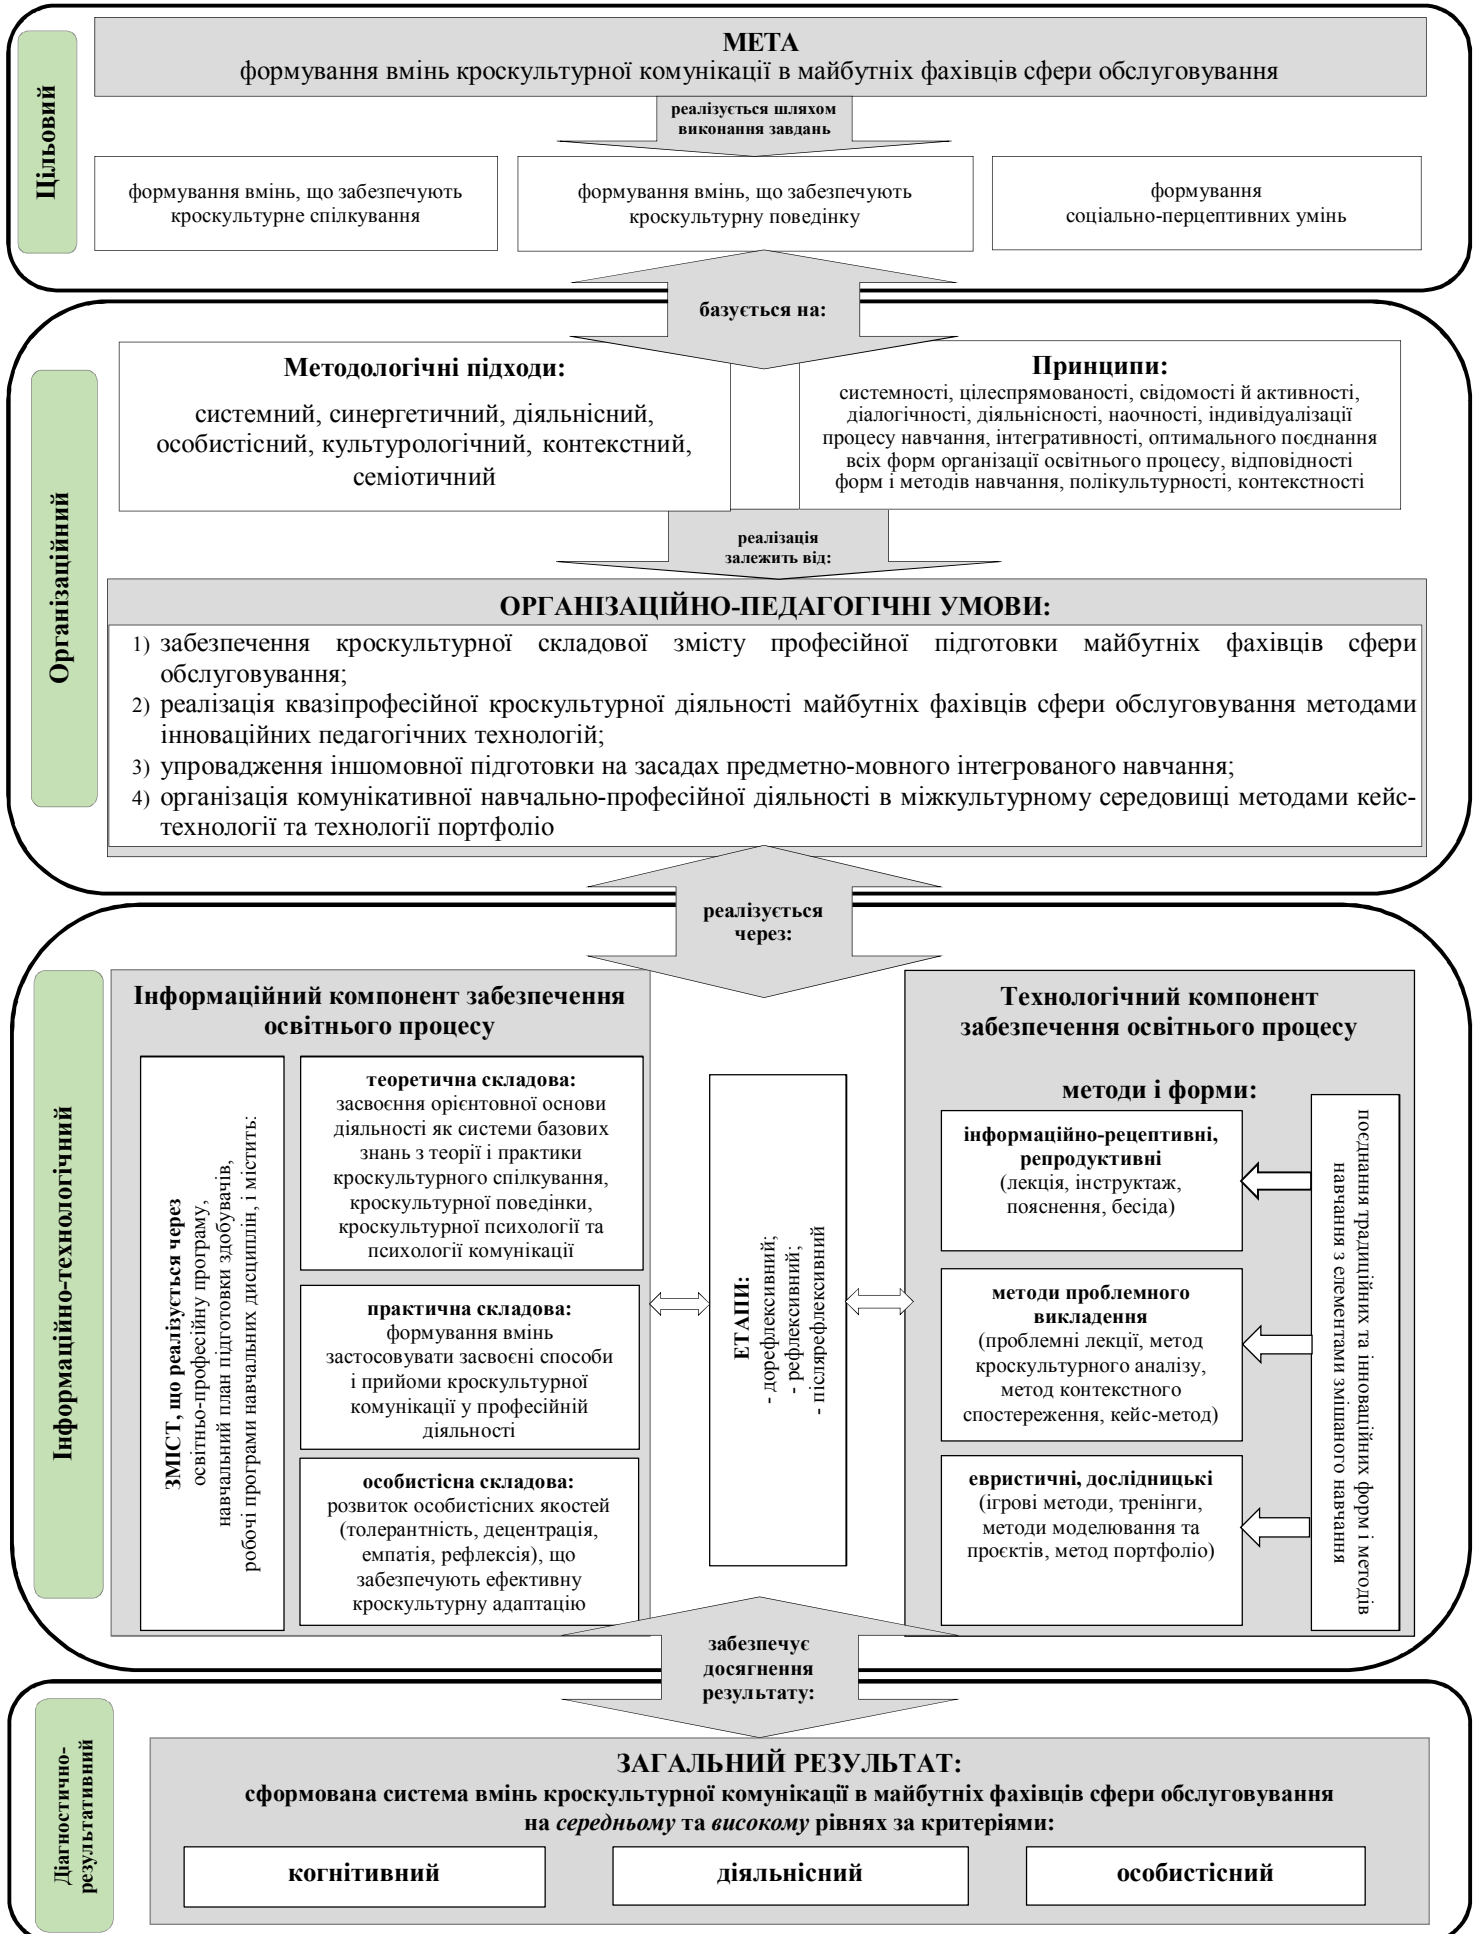 Цільовий
МЕТА
формування вмінь кроскультурної комунікації в майбутніх фахівців сфери обслуговування
реалізується шляхом
виконання завдань
формування вмінь, що забезпечують
кроскультурне спілкування
формування вмінь, що забезпечують
кроскультурну поведінку
формування
соціально-перцептивних умінь
базується на:
Організаційний
Методологічні підходи:
системний, синергетичний, діяльнісний,
особистісний, культурологічний, контекстний,
семіотичний
Принципи:
системності, цілеспрямованості, свідомості й активності,
діалогічності, діяльнісності, наочності, індивідуалізації
процесу навчання, інтегративності, оптимального поєднання
всіх форм організації освітнього процесу, відповідності
форм і методів навчання, полікультурності, контекстності
реалізація
залежить від:
ОРГАНІЗАЦІЙНО-ПЕДАГОГІЧНІ УМОВИ:
1) забезпечення кроскультурної складової змісту професійної підготовки майбутніх фахівців сфери
обслуговування;
2) реалізація квазіпрофесійної кроскультурної діяльності майбутніх фахівців сфери обслуговування методами
інноваційних педагогічних технологій;
3) упровадження іншомовної підготовки на засадах предметно-мовного інтегрованого навчання;
4) організація комунікативної навчально-професійної діяльності в міжкультурному середовищі методами кейс-
технології та технології портфоліо
реалізується
через:
Інформаційно-технологічний
Інформаційний компонент забезпечення
освітнього процесу
ЗМІСТ, що реалізується через
освітньо-професійну програму,
навчальний план підготовки здобувачів,
робочі програми навчальних дисциплін, і містить:
теоретична складова:
засвоєння орієнтовної основи
діяльності як системи базових
знань з теорії і практики
кроскультурного спілкування,
кроскультурної поведінки,
кроскультурної психології та
психології комунікації
практична складова:
формування вмінь
застосовувати засвоєні способи
і прийоми кроскультурної
комунікації у професійній
діяльності
особистісна складова:
розвиток особистісних якостей
(толерантність, децентрація,
емпатія, рефлексія), що
забезпечують ефективну
кроскультурну адаптацію
ЕТАПИ:
- дорефлексивний;
- рефлексивний;
- післярефлексивний
Технологічний компонент
забезпечення освітнього процесу
методи і форми:
інформаційно-рецептивні,
репродуктивні
(лекція, інструктаж,
пояснення, бесіда)
методи проблемного
викладення
(проблемні лекції, метод
кроскультурного аналізу,
метод контекстного
спостереження, кейс-метод)
евристичні, дослідницькі
(ігрові методи, тренінги,
методи моделювання та
проєктів, метод портфоліо)
поєднання традиційних та інноваційних форм і методів
навчання з елементами змішаного навчання
забезпечує
досягнення
результату:
Діагностично-
результативний
ЗАГАЛЬНИЙ РЕЗУЛЬТАТ:
сформована система вмінь кроскультурної комунікації в майбутніх фахівців сфери обслуговування
на середньому та високому рівнях за критеріями:
когнітивний
діяльнісний
особистісний